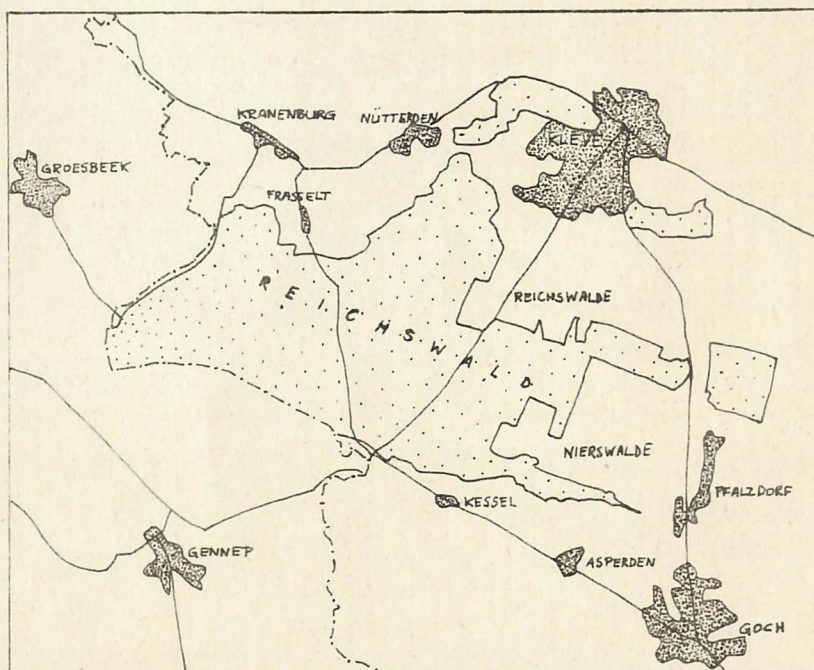 KRANENBURG
NÜTTERDEN
KLEVE
GROESBEEK
FRASSELT
REICHSWALD
REICHSWALDE
NIERSWALDE
KESSEL
PFALZDORF
GENNEP
ASPERDEN
GOCH